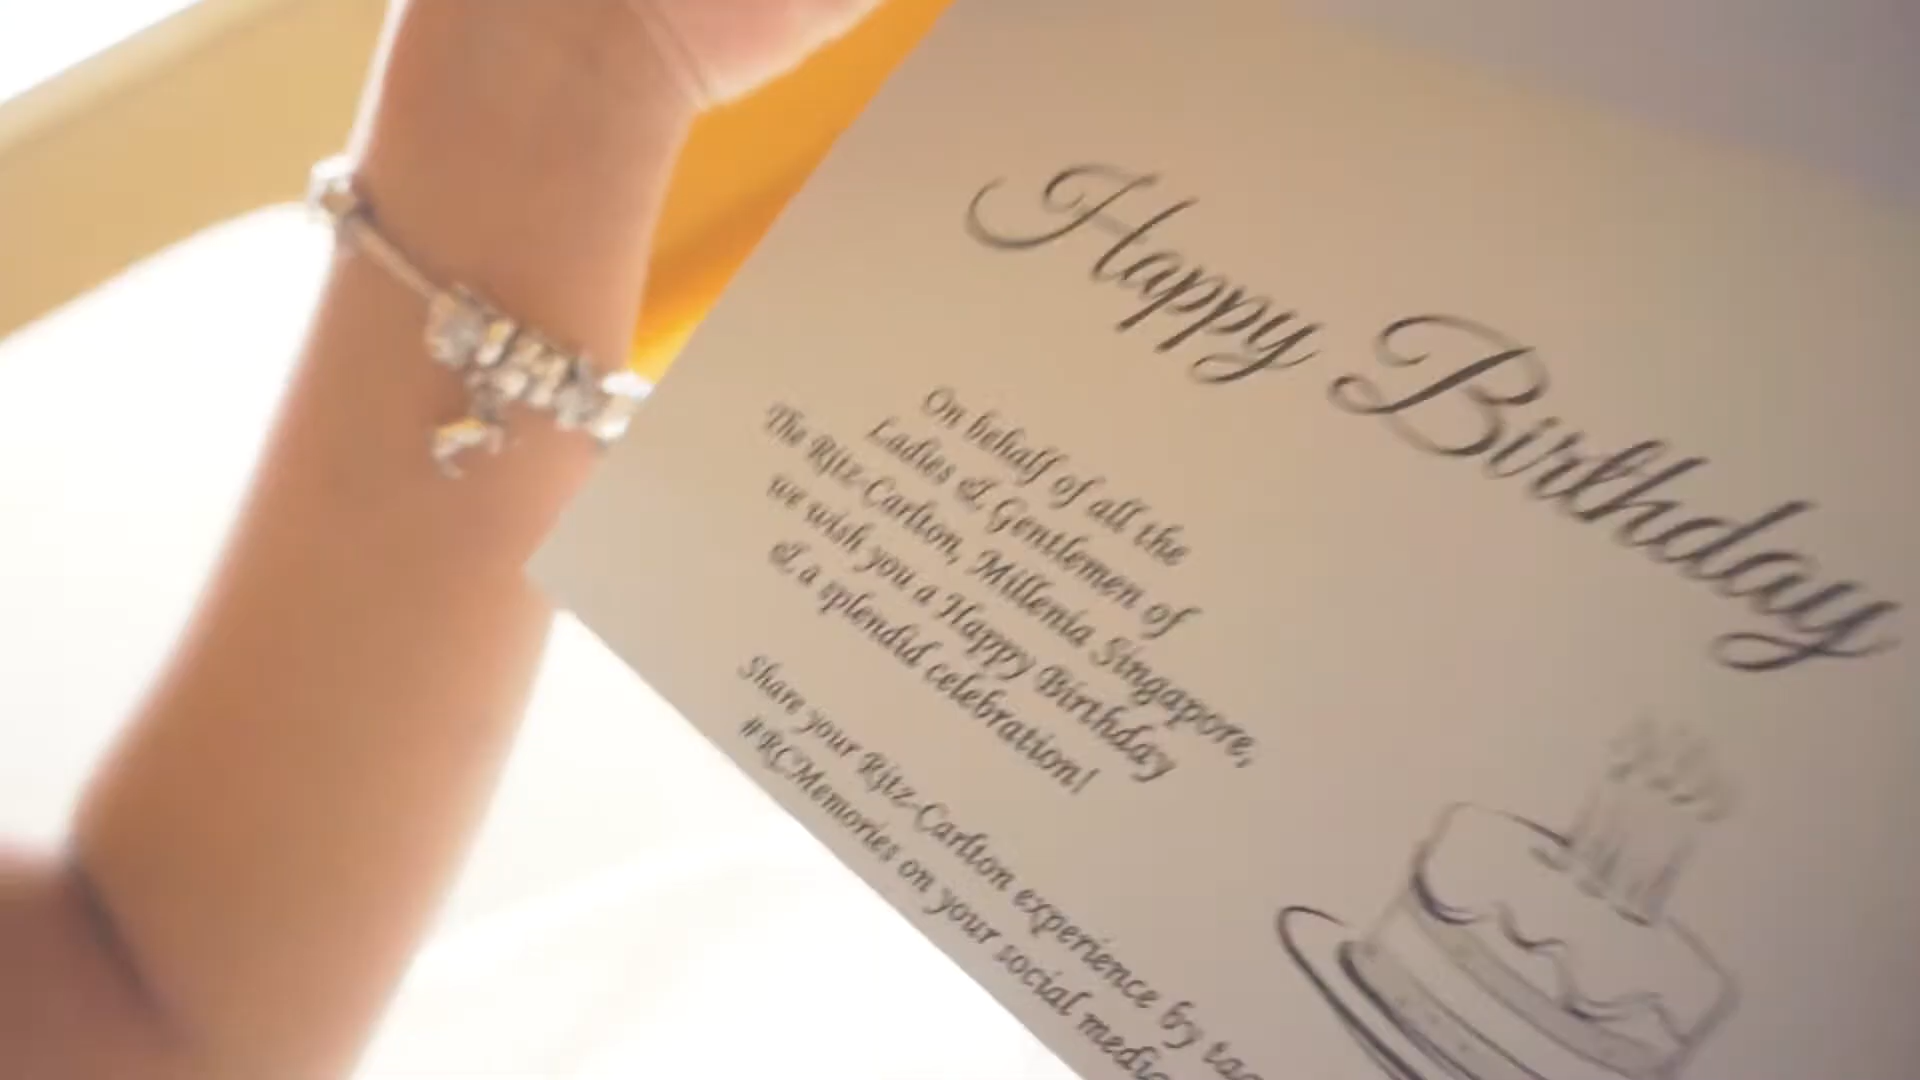 Happy Birthday
On behalf of all the
Ladies & Gentlemen of
The Ritz-Carlton, Millenia Singapore,
we wish you a Happy Birthday
& a splendid celebration!
Share your Ritz-Carlton experience by
#RCMemories on your social